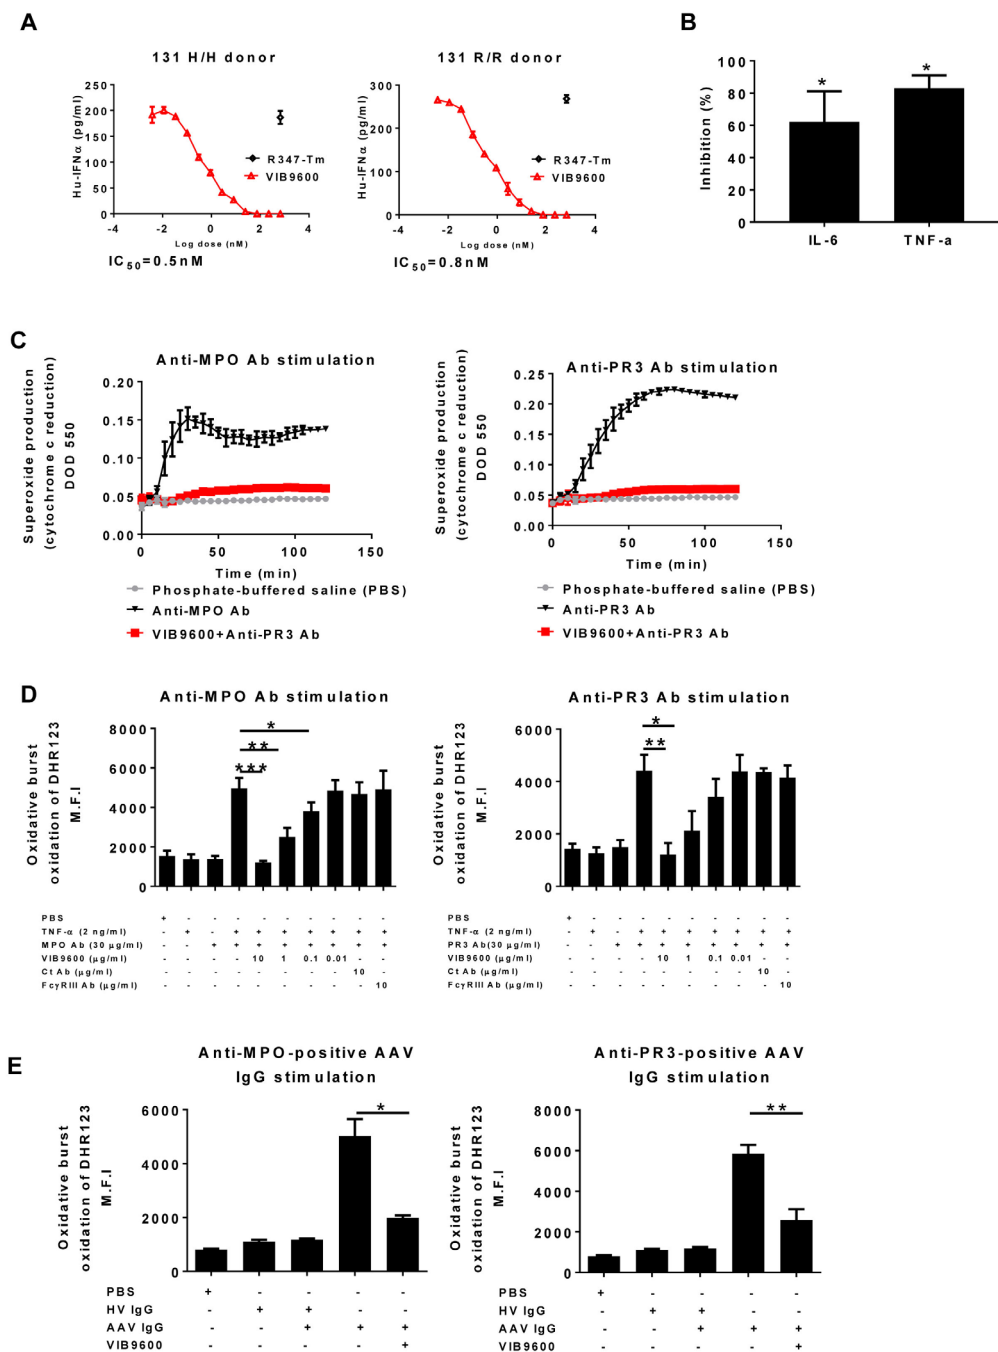 A
131 H/H donor
Hu-IFNα (pg/ml)
250
200
150
100
50
0
-4
-2
0
2
4
Log dose (nM)
R347-Tm
VIB9600
IC50=0.5nM
131 R/R donor
Hu-IFNα (pg/ml)
300
200
100
0
-4
-2
0
2
4
Log dose (nM)
R347-Tm
VIB9600
IC50=0.8nM
B
Inhibition (%)
100
80
60
40
20
0
*
*
IL-6
TNF-a
C
Anti-MPO Ab stimulation
Superoxide production
(cytochrome c reduction)
DOD 550
0.20
0.15
0.10
0.05
0.00
0
50
100
150
Time (min)
Phosphate-buffered saline (PBS)
Anti-MPO Ab
VIB9600+Anti-PR3 Ab
Anti-PR3 Ab stimulation
Superoxide production
(cytochrome c reduction)
DOD 550
0.25
0.20
0.15
0.10
0.05
0.00
0
50
100
150
Time (min)
Phosphate-buffered saline (PBS)
Anti-PR3 Ab
VIB9600+Anti-PR3 Ab
D
Anti-MPO Ab stimulation
Oxidative burst
oxidation of DHR123
M.F.I
8000
6000
4000
2000
0
*
**
***
PBS + - - - - - - - - -
TNF-α (2 ng/ml) - + - + + + + + + +
MPO Ab (30 μg/ml) - - + + + + + + + +
VIB9600 (μg/ml) - - - - 10 1 0.1 0.01 - -
Ct Ab (μg/ml) - - - - - - - - 10 -
FcγRIII Ab (μg/ml) - - - - - - - - - 10
Anti-PR3 Ab stimulation
Oxidative burst
oxidation of DHR123
M.F.I
6000
4000
2000
0
*
**
PBS + - - - - - - - - -
TNF-α (2 ng/ml) - + - + + + + + + +
PR3 Ab(30 μg/ml) - - + + + + + + + +
VIB9600 (μg/ml) - - - - 10 1 0.1 0.01 - -
Ct Ab (μg/ml) - - - - - - - - 10 -
FcγRIII Ab (μg/ml) - - - - - - - - - 10
E
Anti-MPO-positive AAV
IgG stimulation
Oxidative burst
oxidation of DHR123
M.F.I
6000
4000
2000
0
*
PBS + - - - -
HV IgG - + + - -
AAV IgG - - + + +
VIB9600 - - - - +
Anti-PR3-positive AAV
IgG stimulation
Oxidative burst
oxidation of DHR123
M.F.I
8000
6000
4000
2000
0
**
PBS + - - - -
HV IgG - + + - -
AAV IgG - - + + +
VIB9600 - - - - +